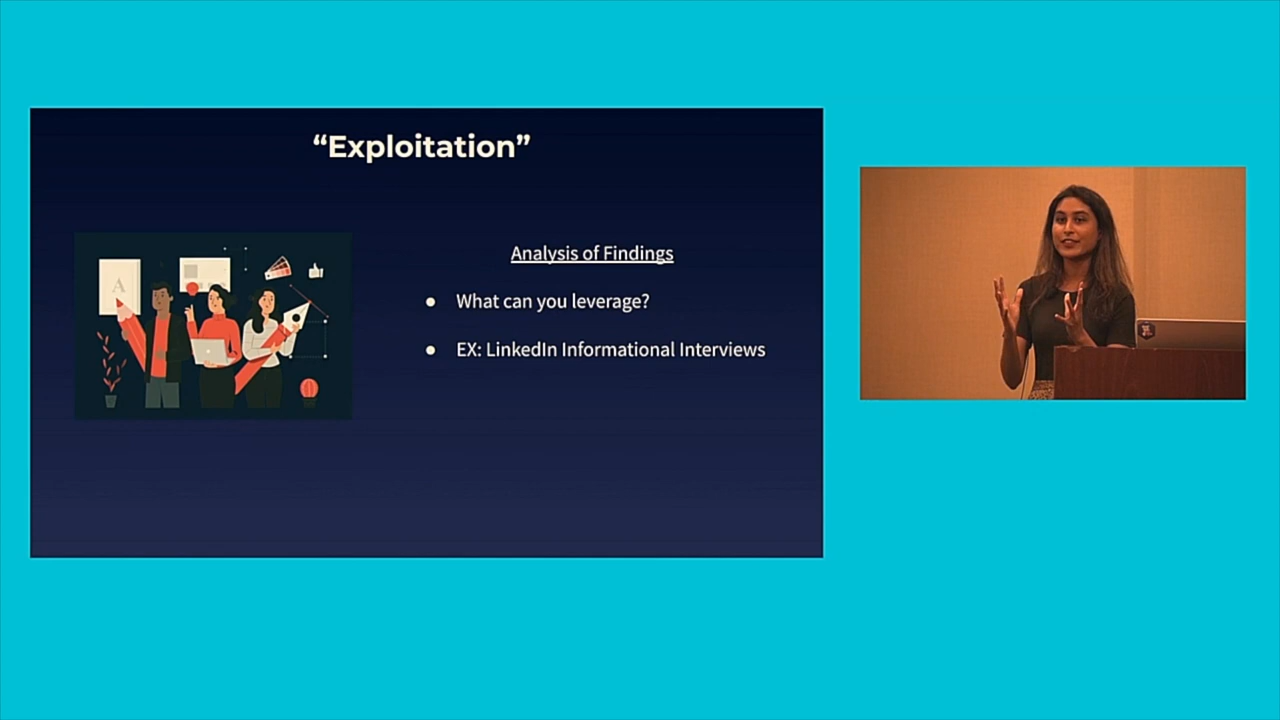 “Exploitation”
Analysis of Findings
● What can you leverage?
● EX: LinkedIn Informational Interviews
A